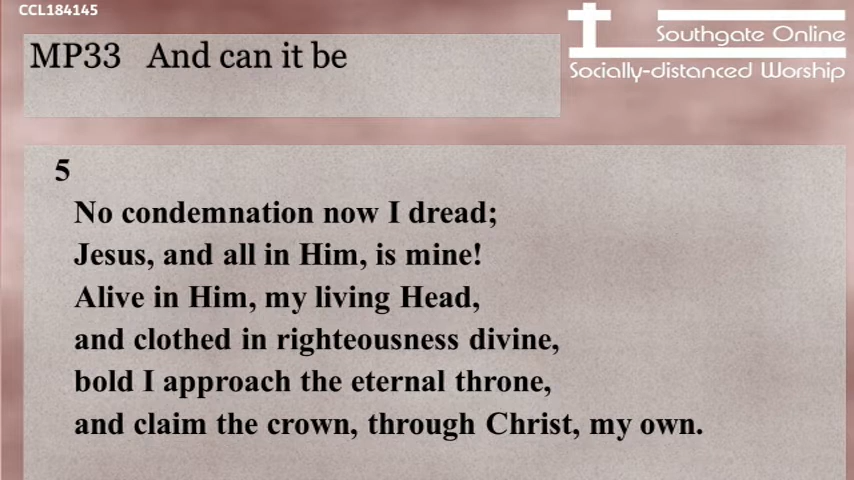 CCL184145
MP33 And can it be
Southgate Online
Socially-distanced Worship
5
No condemnation now I dread;
Jesus, and all in Him, is mine!
Alive in Him, my living Head,
and clothed in righteousness divine,
bold I approach the eternal throne,
and claim the crown, through Christ, my own.